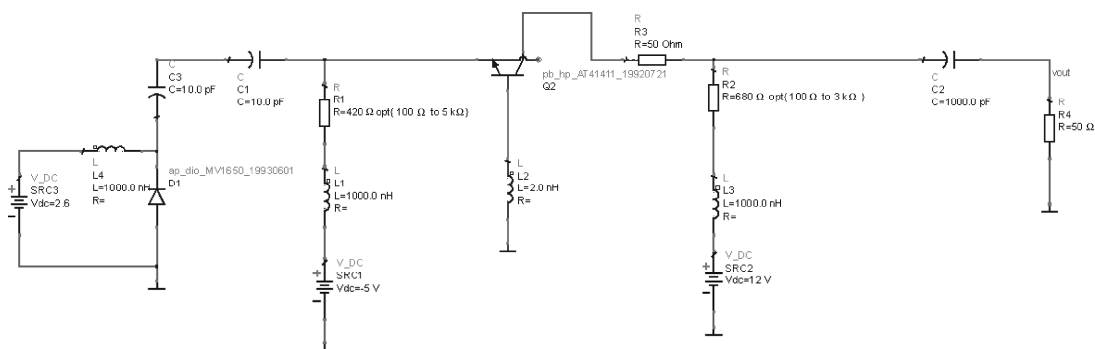 C
C3
C=10.0 pF
C
C1
C=10.0 pF
R
R1
R=420 Ω opt{ 100 Ω to 5 kΩ }
pb_hp_AT41411_19920721
Q2
R
R3
R=50 Ohm
R
R2
R=680 Ω opt{ 100 Ω to 3 kΩ }
C
C2
C=1000.0 pF
vout
R
R4
R=50 Ω
L
L4
L=1000.0 nH
R=
ap_dio_MV1650_19930601
D1
+
-
V_DC
SRC3
Vdc=2.6
L
L1
L=1000.0 nH
R=
L
L2
L=2.0 nH
R=
L
L3
L=1000.0 nH
R=
+
-
V_DC
SRC1
Vdc=-5 V
+
-
V_DC
SRC2
Vdc=12 V